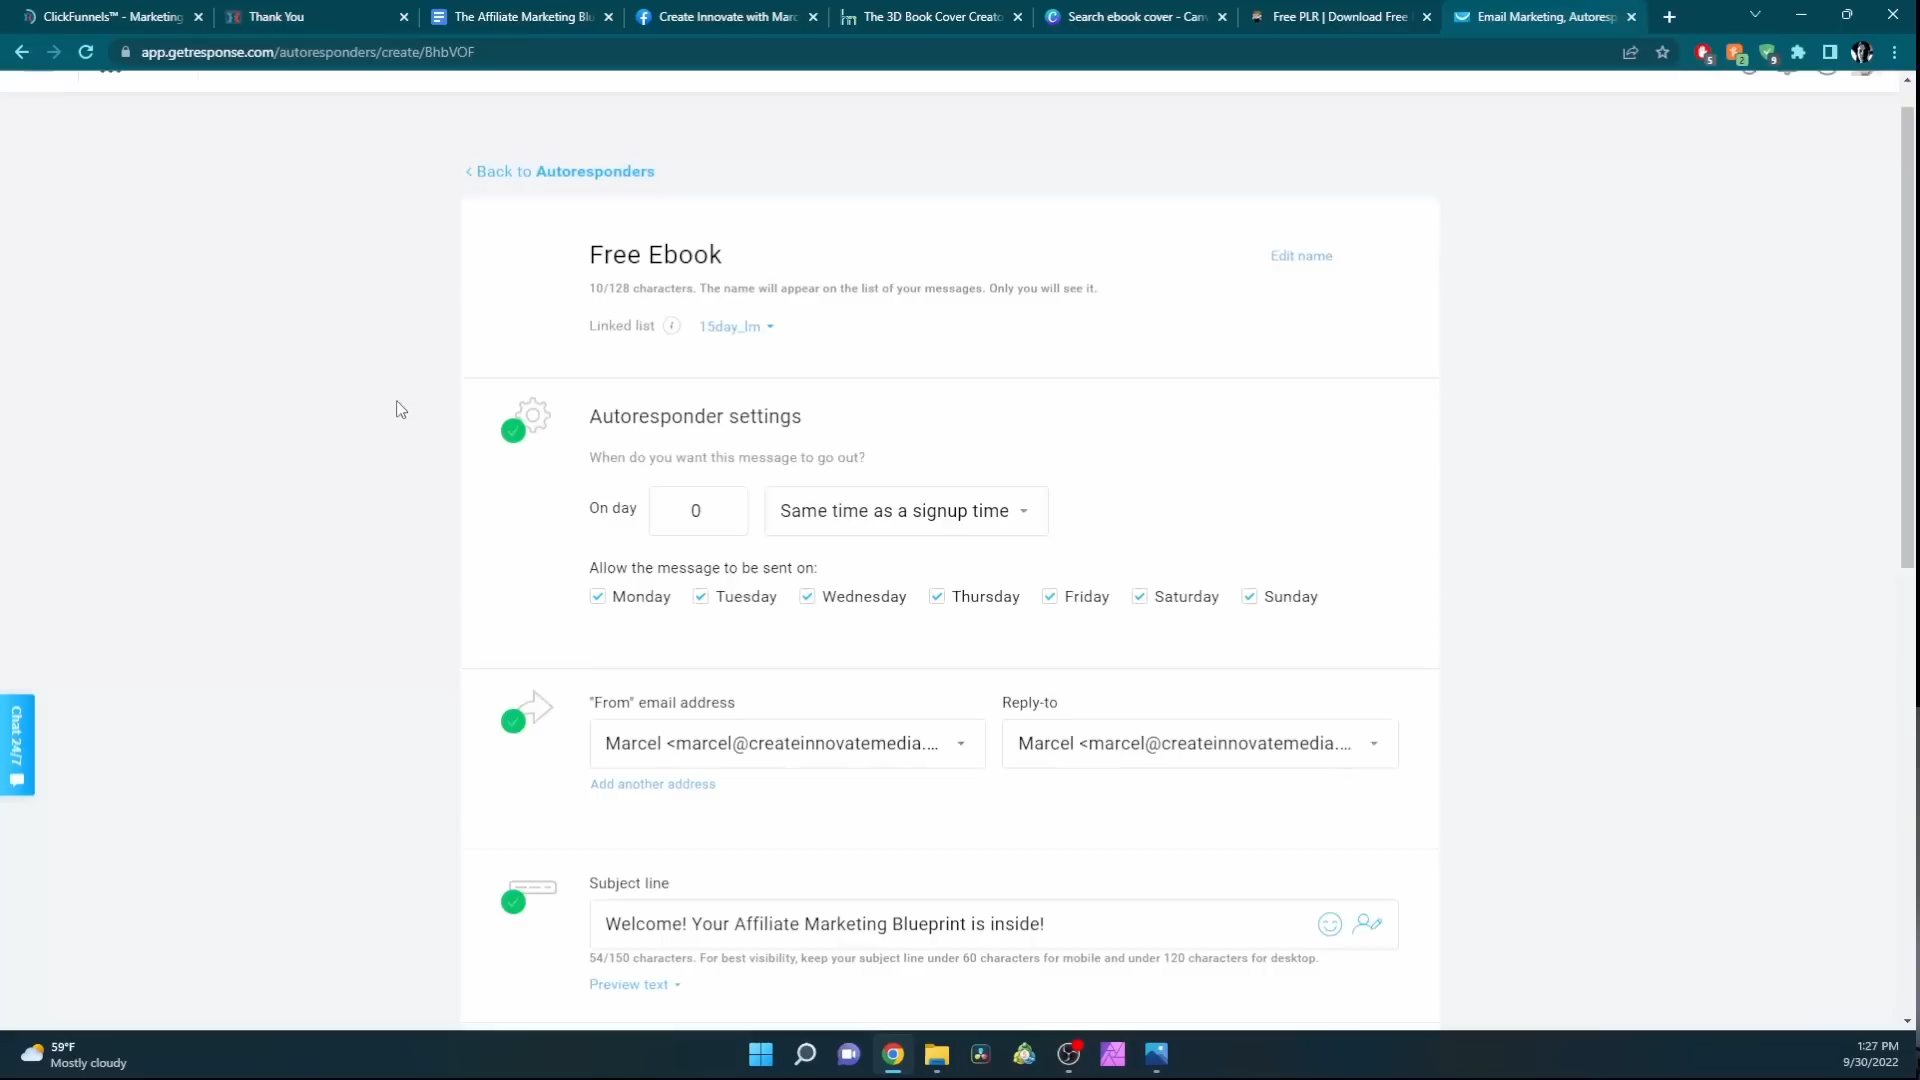 ClickFunnels™ - Marketing
Thank You
The Affiliate Marketing Blu
Create Innovate with Marc
The 3D Book Cover Creato
Search ebook cover - Can
Free PLR | Download Free
Email Marketing, Autoresp
app.getresponse.com/autoresponders/create/BhbVOF
5
2
9
< Back to Autoresponders
Free Ebook
Edit name
10/128 characters. The name will appear on the list of your messages. Only you will see it.
Linked list i 15day_lm
Autoresponder settings
When do you want this message to go out?
On day 0 Same time as a signup time
Allow the message to be sent on:
Monday Tuesday Wednesday Thursday Friday Saturday Sunday
"From" email address
Reply-to
Marcel <marcel@createinnovatemedia....
Marcel <marcel@createinnovatemedia....
Add another address
Chat 24/7
Subject line
Welcome! Your Affiliate Marketing Blueprint is inside!
54/150 characters. For best visibility, keep your subject line under 60 characters for mobile and under 120 characters for desktop.
Preview text
59°F
Mostly cloudy
1:27 PM
9/30/2022